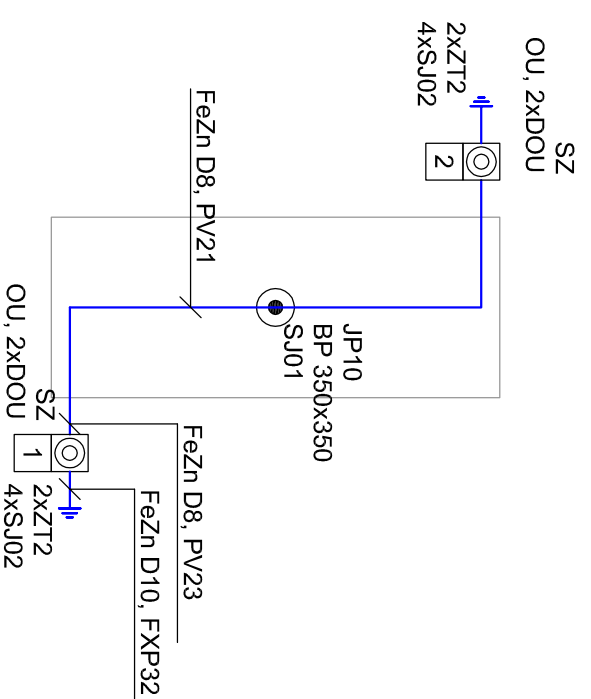 SZ
OU, 2xDOU
2xZT2
4xSJ02
2
FeZn D8, PV21
JP10
BP 350x350
SJ01
SZ
OU, 2xDOU
1
2xZT2
4xSJ02
FeZn D8, PV23
FeZn D10, FXP32